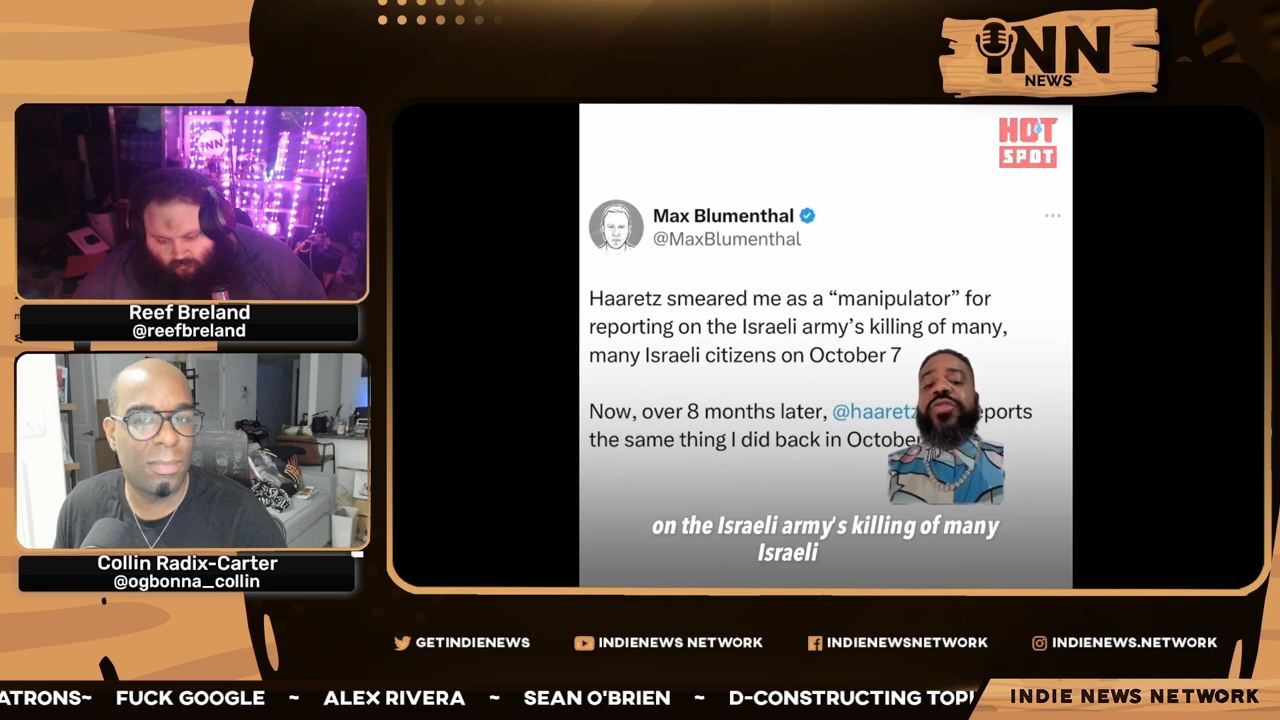 INN
NEWS
INN
Reef Breland
@reefbreland
Collin Radix-Carter
@ogbonna_collin
HOT
SPOT
Max Blumenthal
@MaxBlumenthal
Haaretz smeared me as a “manipulator” for
reporting on the Israeli army’s killing of many,
many Israeli citizens on October 7
Now, over 8 months later, @haaretz eports
the same thing I did back in October
on the Israeli army's killing of many
Israeli
GETINDIENEWS
INDIENEWS NETWORK
INDIENEWSNETWORK
INDIENEWS.NETWORK
ATRONS~ FUCK GOOGLE ~ ALEX RIVERA ~ SEAN O'BRIEN ~ D-CONSTRUCTING TOPI
INDIE NEWS NETWORK